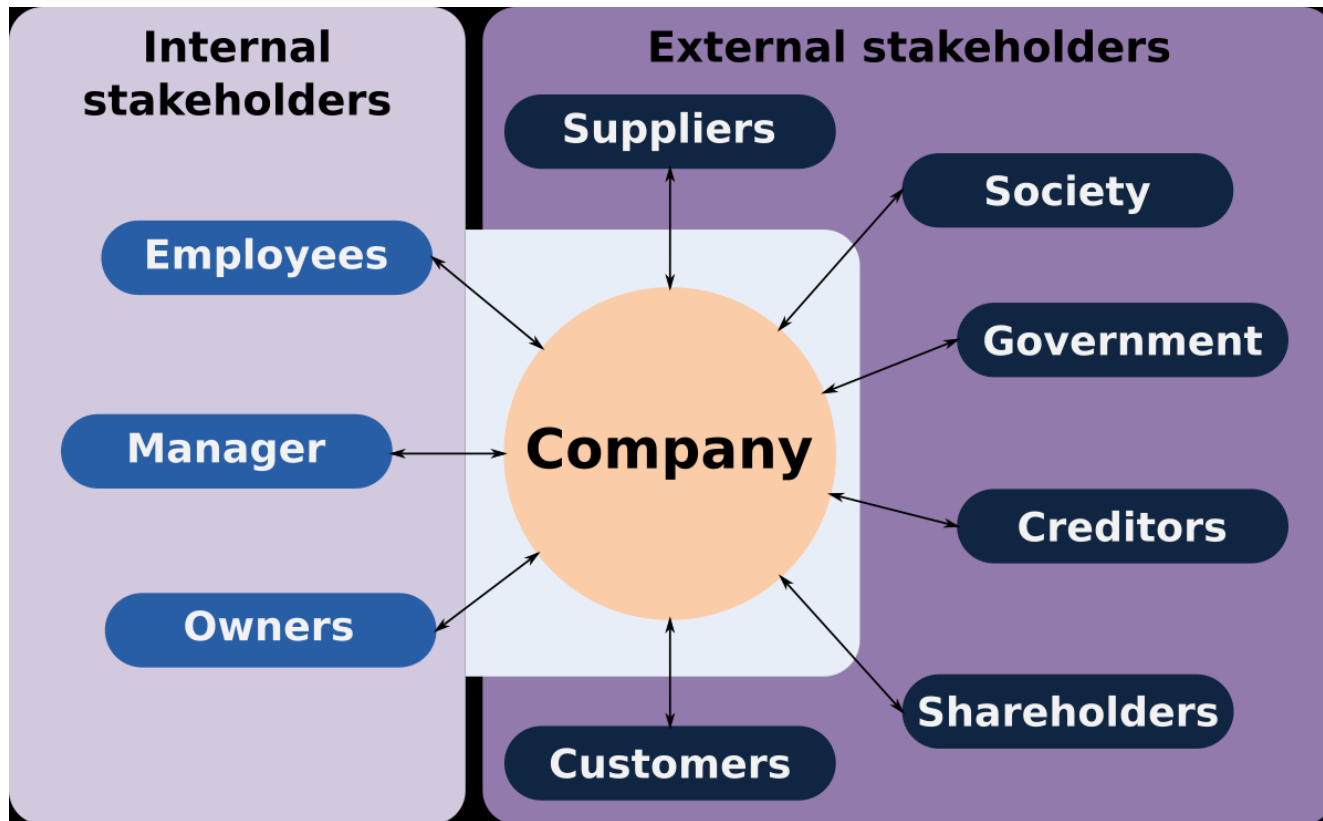 Internal
stakeholders
Employees
Manager
Owners
External stakeholders
Suppliers
Society
Government
Company
Creditors
Shareholders
Customers